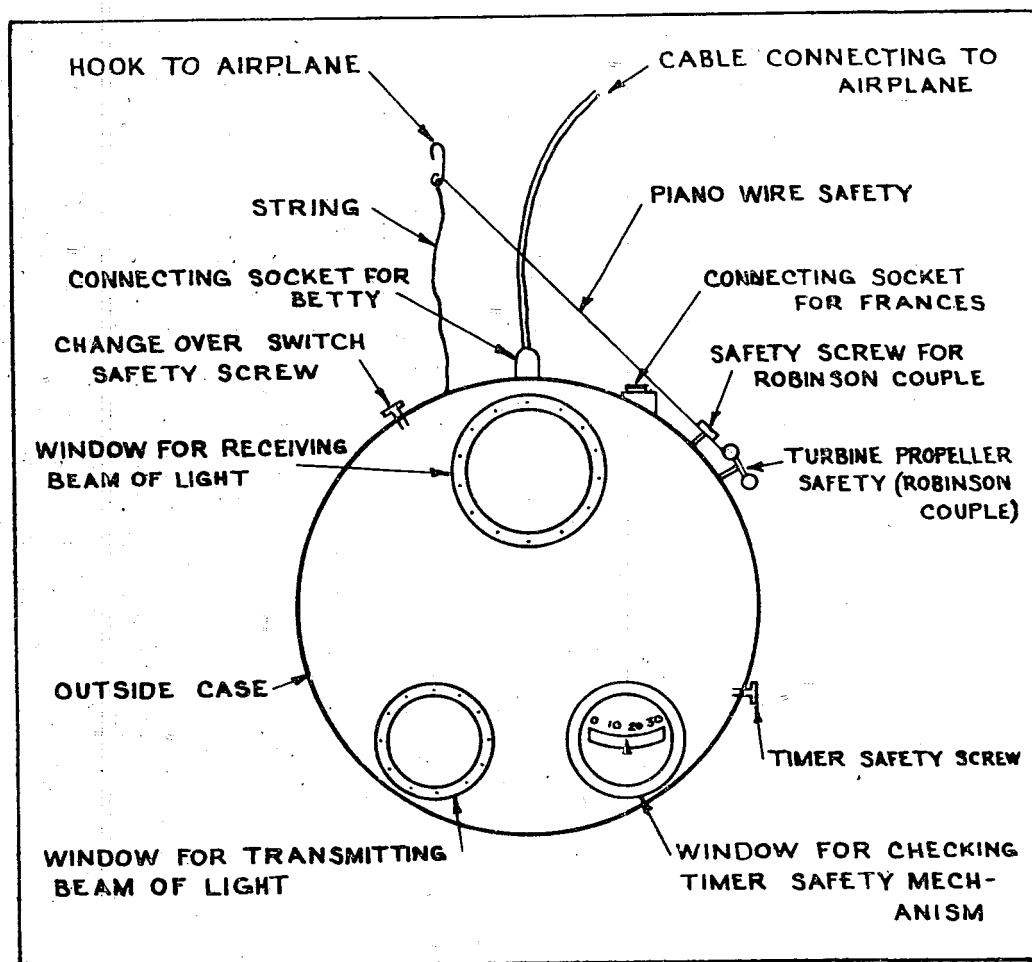 HOOK TO AIRPLANE
CABLE CONNECTING TO
AIRPLANE
STRING
PIANO WIRE SAFETY
CONNECTING SOCKET FOR
BETTY
CONNECTING SOCKET
FOR FRANCES
CHANGE OVER SWITCH
SAFETY SCREW
SAFETY SCREW FOR
ROBINSON COUPLE
WINDOW FOR RECEIVING
BEAM OF LIGHT
TURBINE PROPELLER
SAFETY (ROBINSON
COUPLE)
OUTSIDE CASE
0 10 20 30
TIMER SAFETY SCREW
WINDOW FOR TRANSMITTING
BEAM OF LIGHT
WINDOW FOR CHECKING
TIMER SAFETY MECH-
ANISM